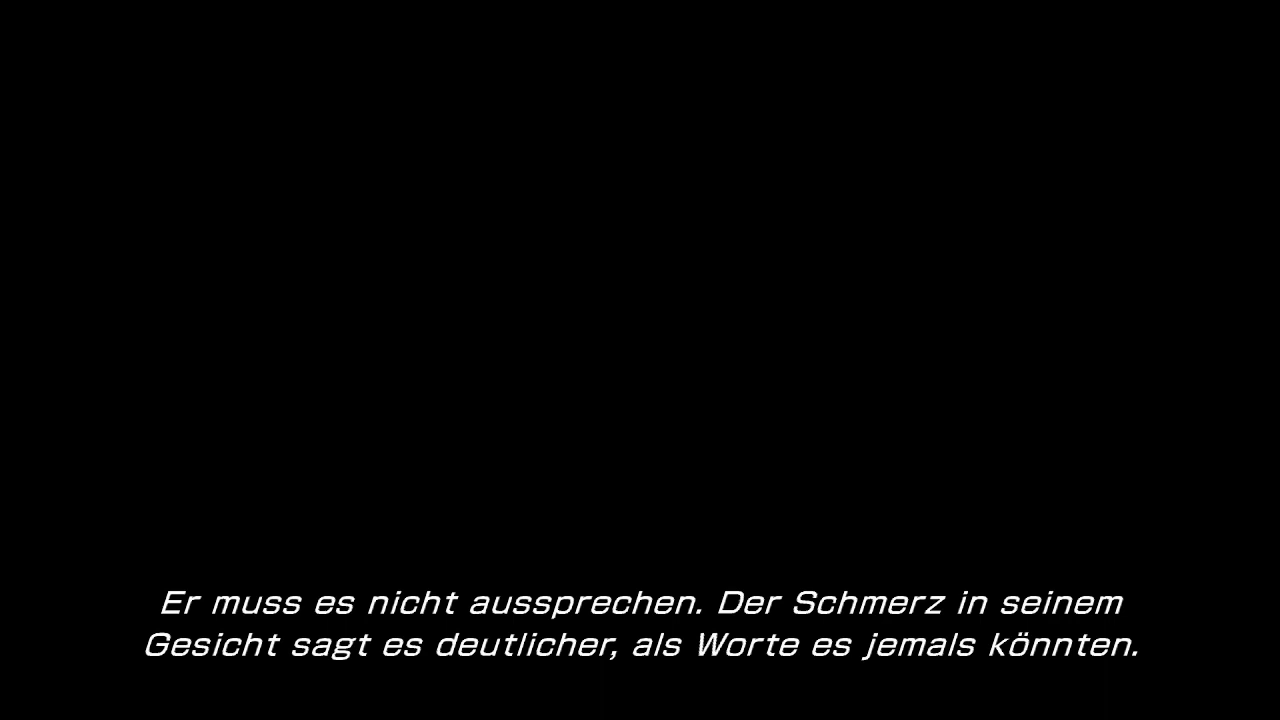 Er muss es nicht aussprechen. Der Schmerz in seinem
Gesicht sagt es deutlicher, als Worte es jemals könnten.